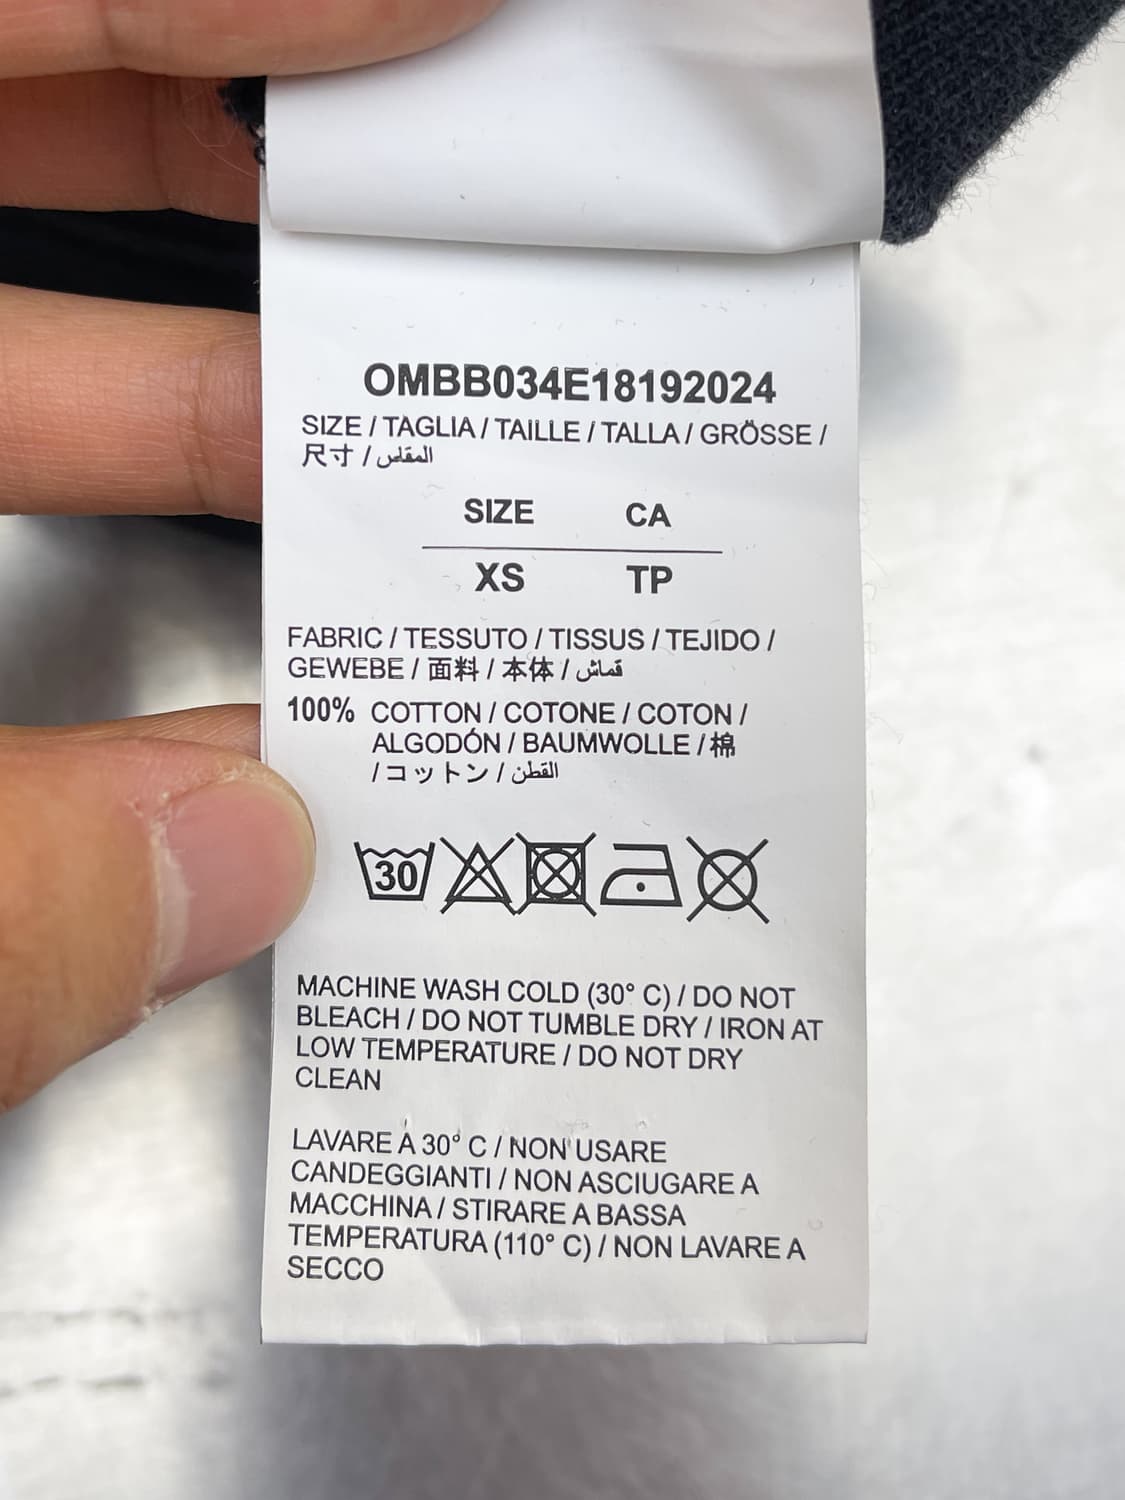 OMBB034E18192024
SIZE / TAGLIA / TAILLE / TALLA / GRÖSSE /
尺寸 / المقلس
SIZE CA
XS TP
FABRIC / TESSUTO / TISSUS / TEJIDO /
GEWEBE / 面料 / 本体 / قماش
100% COTTON / COTONE / COTON /
ALGODÓN / BAUMWOLLE / 棉
/ コットン / القطن
30
MACHINE WASH COLD (30° C) / DO NOT
BLEACH / DO NOT TUMBLE DRY / IRON AT
LOW TEMPERATURE / DO NOT DRY
CLEAN
LAVARE A 30° C / NON USARE
CANDEGGIANTI / NON ASCIUGARE A
MACCHINA / STIRARE A BASSA
TEMPERATURA (110° C) / NON LAVARE A
SECCO